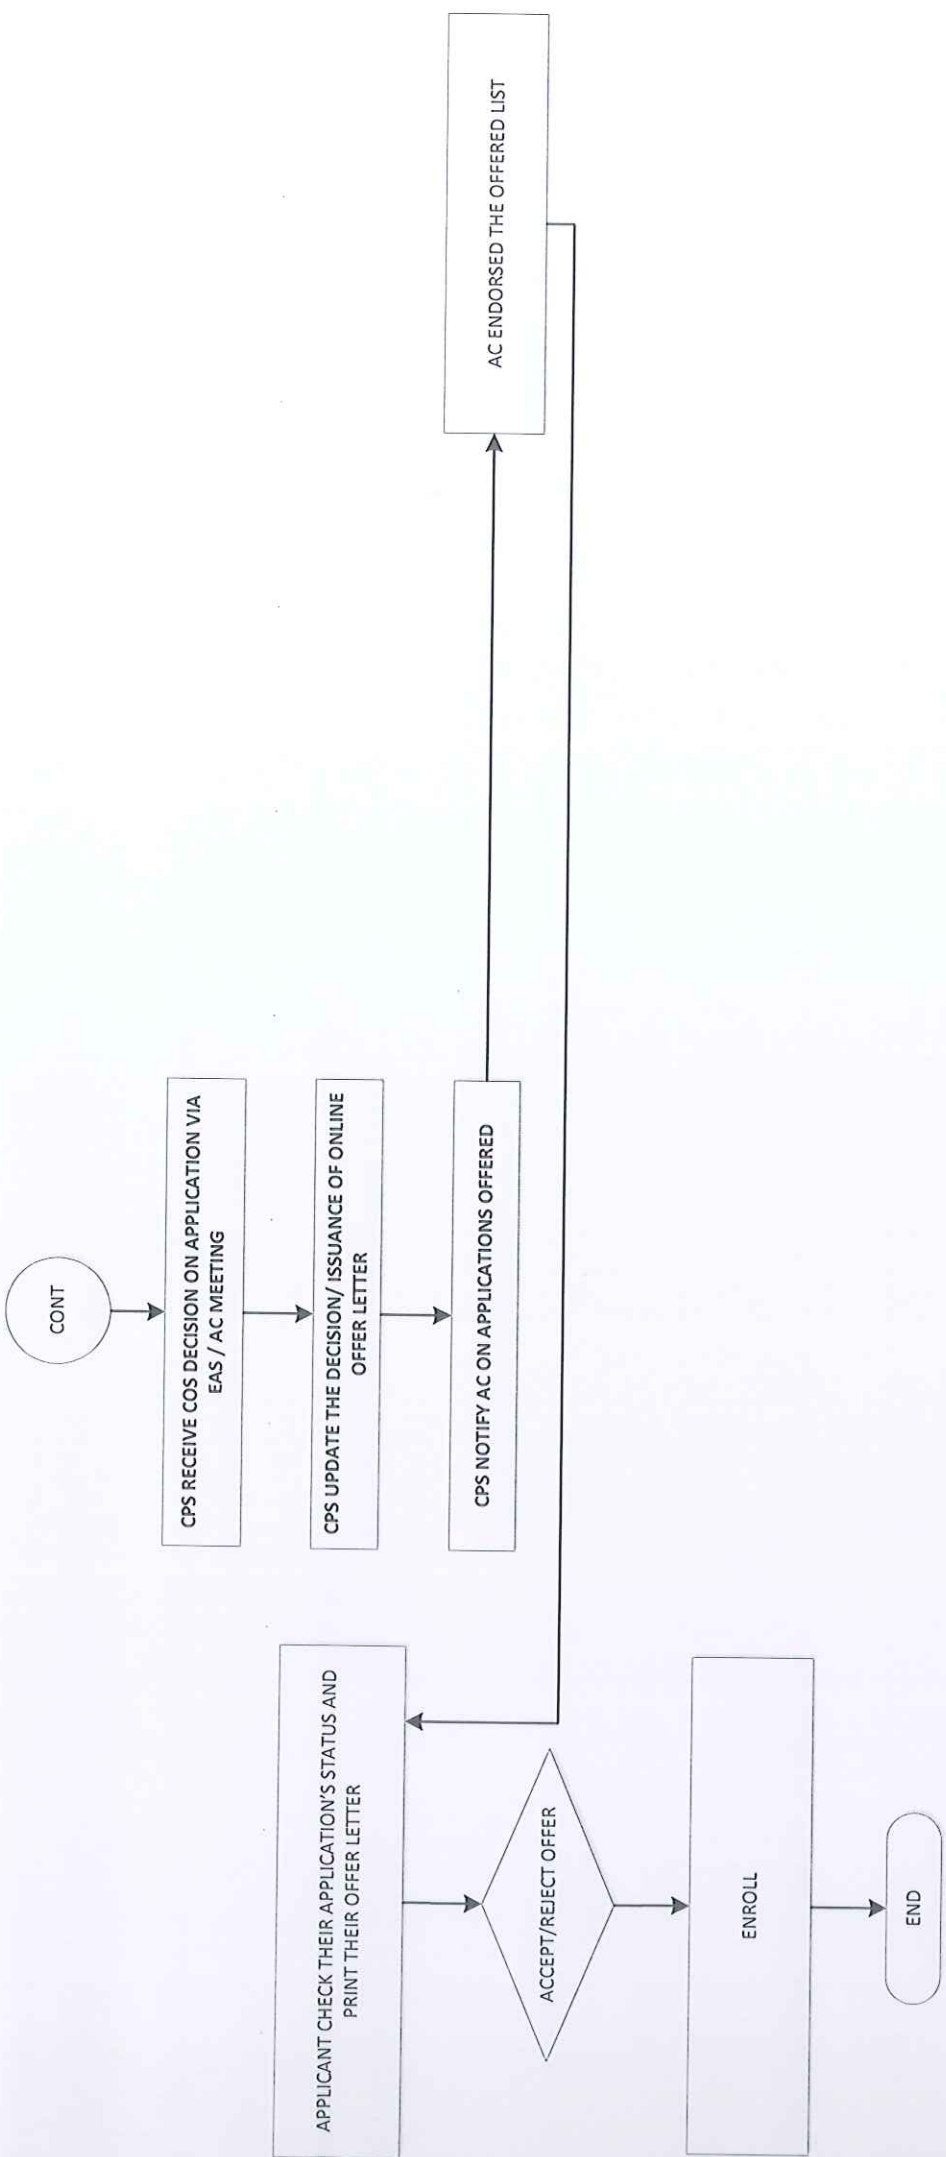 CONT
CPS RECEIVE COS DECISION ON APPLICATION VIA
EAS / AC MEETING
CPS UPDATE THE DECISION/ ISSUANCE OF ONLINE
OFFER LETTER
CPS NOTIFY AC ON APPLICATIONS OFFERED
AC ENDORSED THE OFFERED LIST
APPLICANT CHECK THEIR APPLICATION'S STATUS AND
PRINT THEIR OFFER LETTER
ACCEPT/REJECT OFFER
ENROLL
END